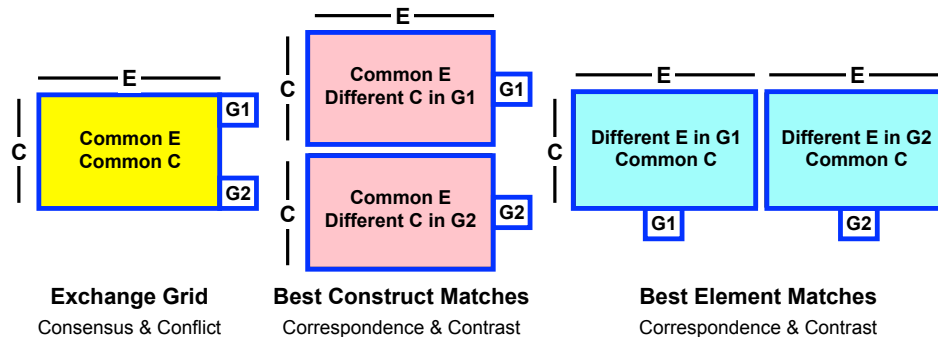 E
C
Common E
Common C
G1
G2
Exchange Grid
Consensus & Conflict
E
C
Common E
Different C in G1
G1
C
Common E
Different C in G2
G2
Best Construct Matches
Correspondence & Contrast
E
E
C
Different E in G1
Common C
G1
Different E in G2
Common C
G2
Best Element Matches
Correspondence & Contrast